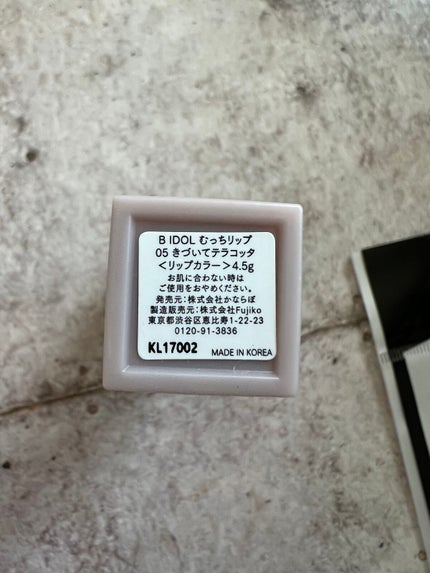 B IDOL むっちリップ
05 きづいてテラコッタ
＜リップカラー＞4.5g
お肌に合わない時は
ご使用をおやめください。
発売元:株式会社かならぼ
製造販売元:株式会社Fujiko
東京都渋谷区恵比寿1-22-23
0120-91-3836
KL17002 MADE IN KOREA